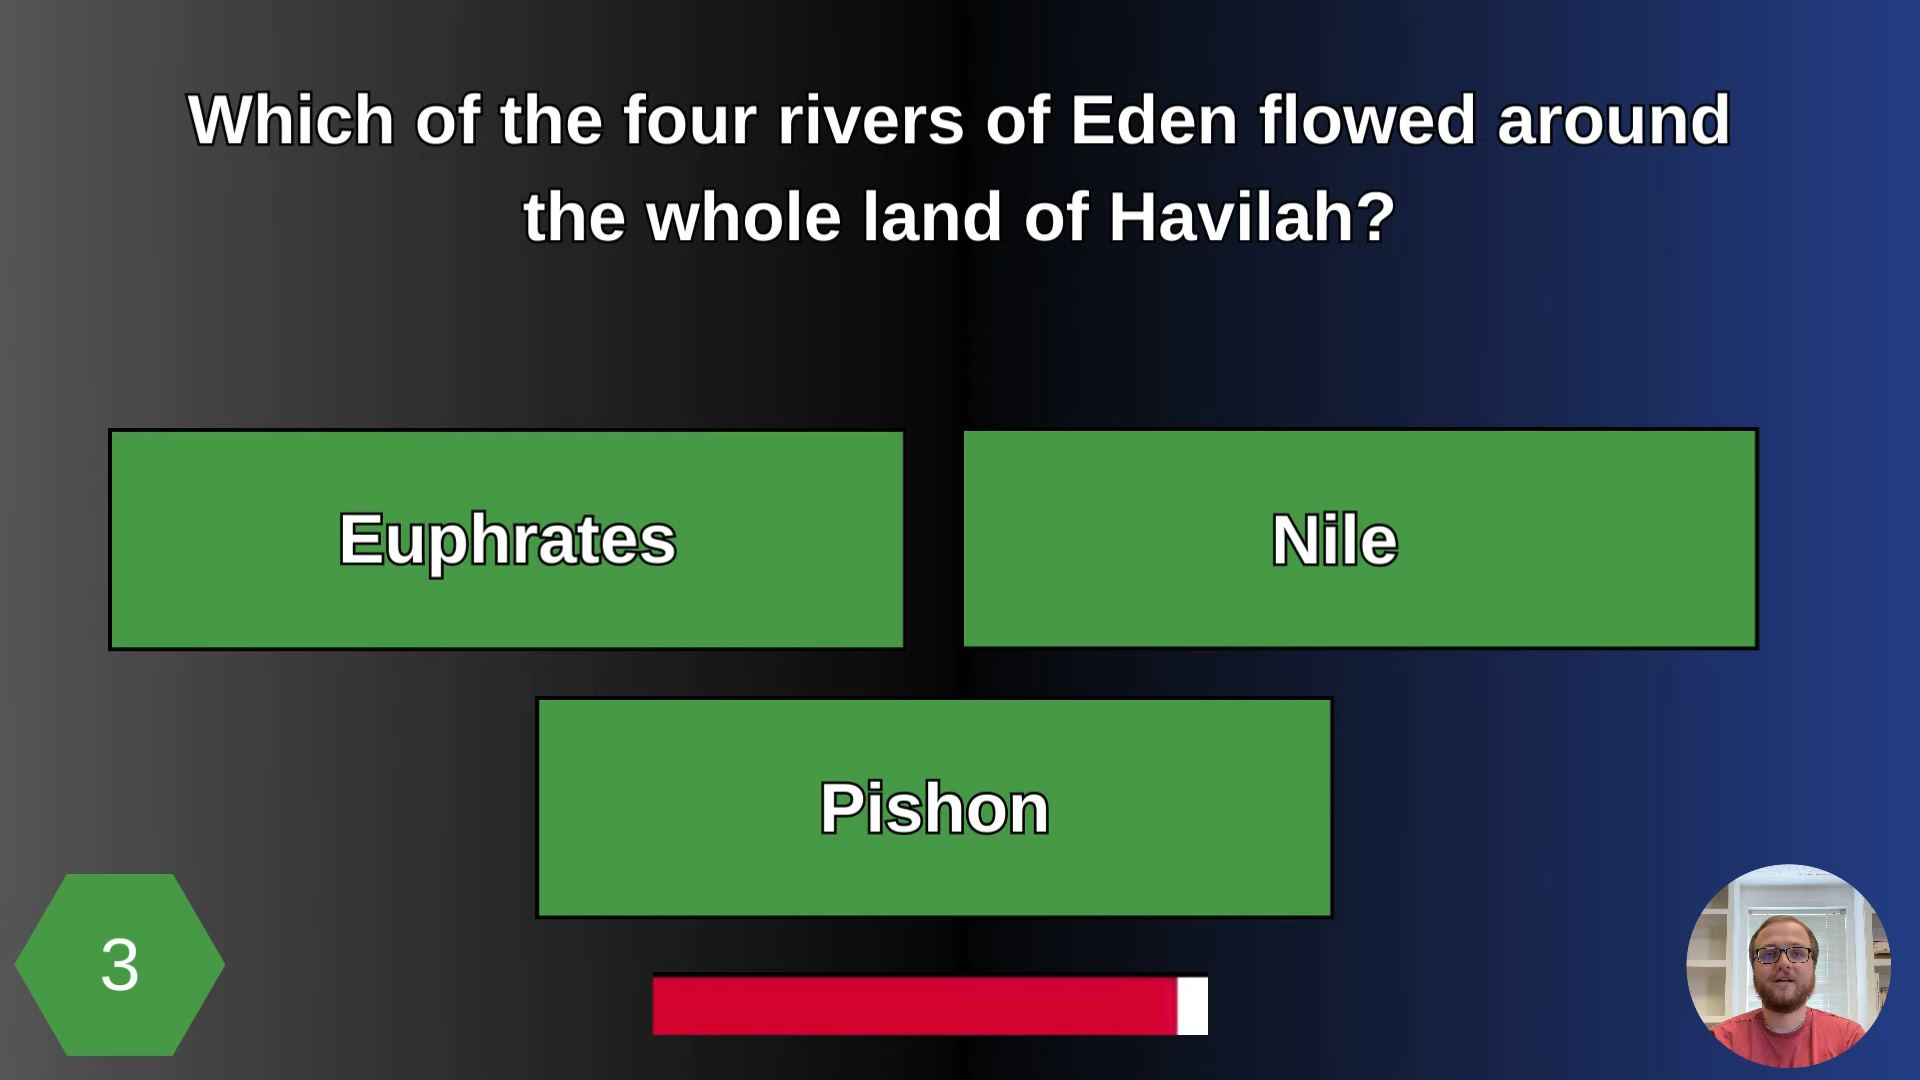 Which of the four rivers of Eden flowed around
the whole land of Havilah?
Euphrates
Nile
Pishon
3